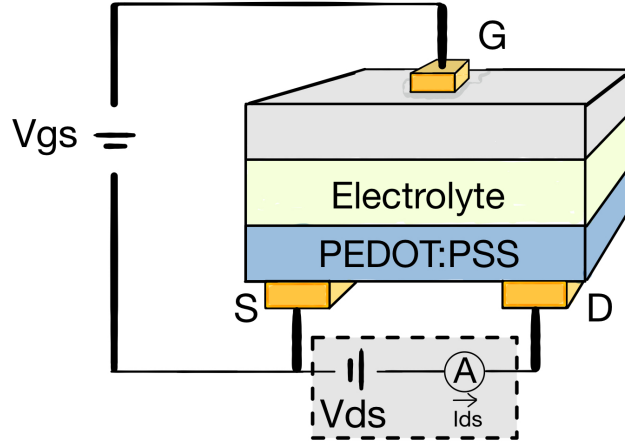 G
Vgs
Electrolyte
PEDOT:PSS
S
D
A
Vds
Ids